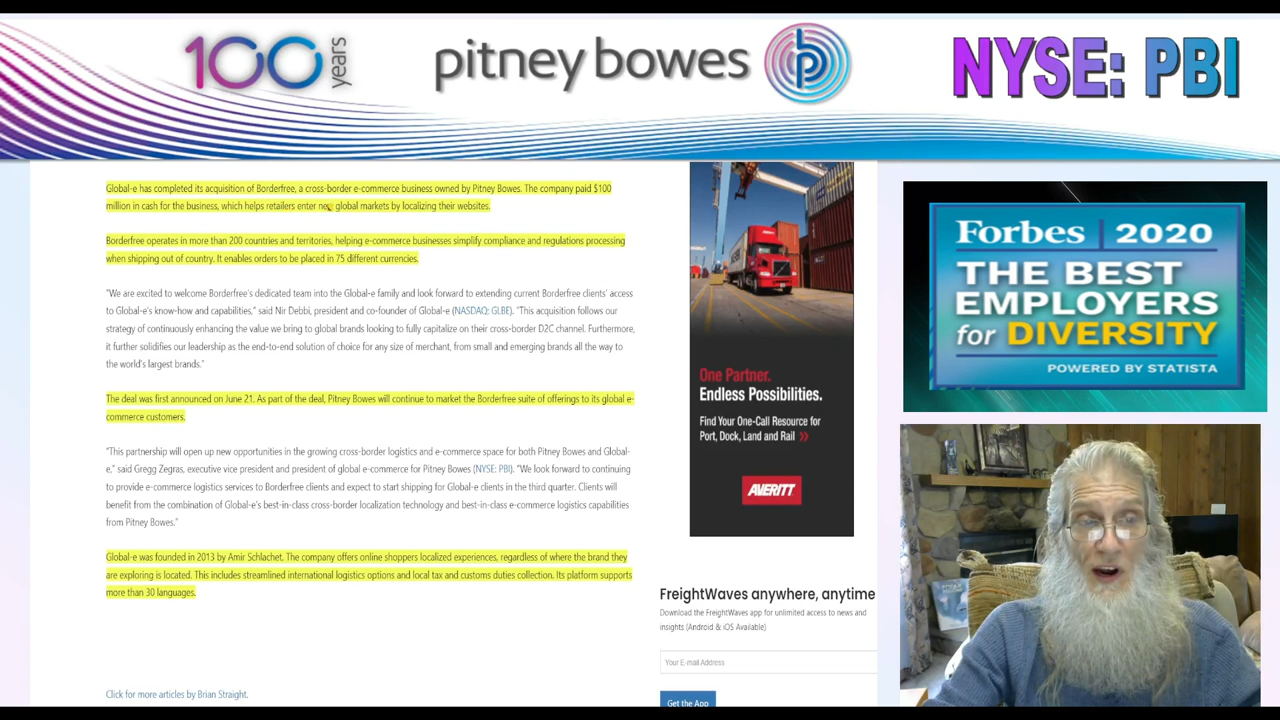 100 years
pitney bowes
NYSE: PBI
Global-e has completed its acquisition of Borderfree, a cross-border e-commerce business owned by Pitney Bowes. The company paid $100
million in cash for the business, which helps retailers enter new global markets by localizing their websites.
Borderfree operates in more than 200 countries and territories, helping e-commerce businesses simplify compliance and regulations processing
when shipping out of country. It enables orders to be placed in 75 different currencies.
“We are excited to welcome Borderfree's dedicated team into the Global-e family and look forward to extending current Borderfree clients' access
to Global-e's know-how and capabilities,” said Nir Debbi, president and co-founder of Global-e (NASDAQ: GLBE). “This acquisition follows our
strategy of continuously enhancing the value we bring to global brands looking to fully capitalize on their cross-border D2C channel. Furthermore,
it further solidifies our leadership as the end-to-end solution of choice for any size of merchant, from small and emerging brands all the way to
the world's largest brands.”
The deal was first announced on June 21. As part of the deal, Pitney Bowes will continue to market the Borderfree suite of offerings to its global e-
commerce customers.
“This partnership will open up new opportunities in the growing cross-border logistics and e-commerce space for both Pitney Bowes and Global-
e,” said Gregg Zegras, executive vice president and president of global e-commerce for Pitney Bowes (NYSE: PBI). “We look forward to continuing
to provide e-commerce logistics services to Borderfree clients and expect to start shipping for Global-e clients in the third quarter. Clients will
benefit from the combination of Global-e's best-in-class cross-border localization technology and best-in-class e-commerce logistics capabilities
from Pitney Bowes.”
Global-e was founded in 2013 by Amir Schlachet. The company offers online shoppers localized experiences, regardless of where the brand they
are exploring is located. This includes streamlined international logistics options and local tax and customs duties collection. Its platform supports
more than 30 languages.
Click for more articles by Brian Straight.
One Partner.
Endless Possibilities.
Find Your One-Call Resource for
Port, Dock, Land and Rail »
AVERITT
FreightWaves anywhere, anytime
Download the FreightWaves app for unlimited access to news and
insights (Android & iOS Available)
Your E-mail Address
Get the App
Forbes | 2020
THE BEST
EMPLOYERS
for DIVERSITY
POWERED BY STATISTA